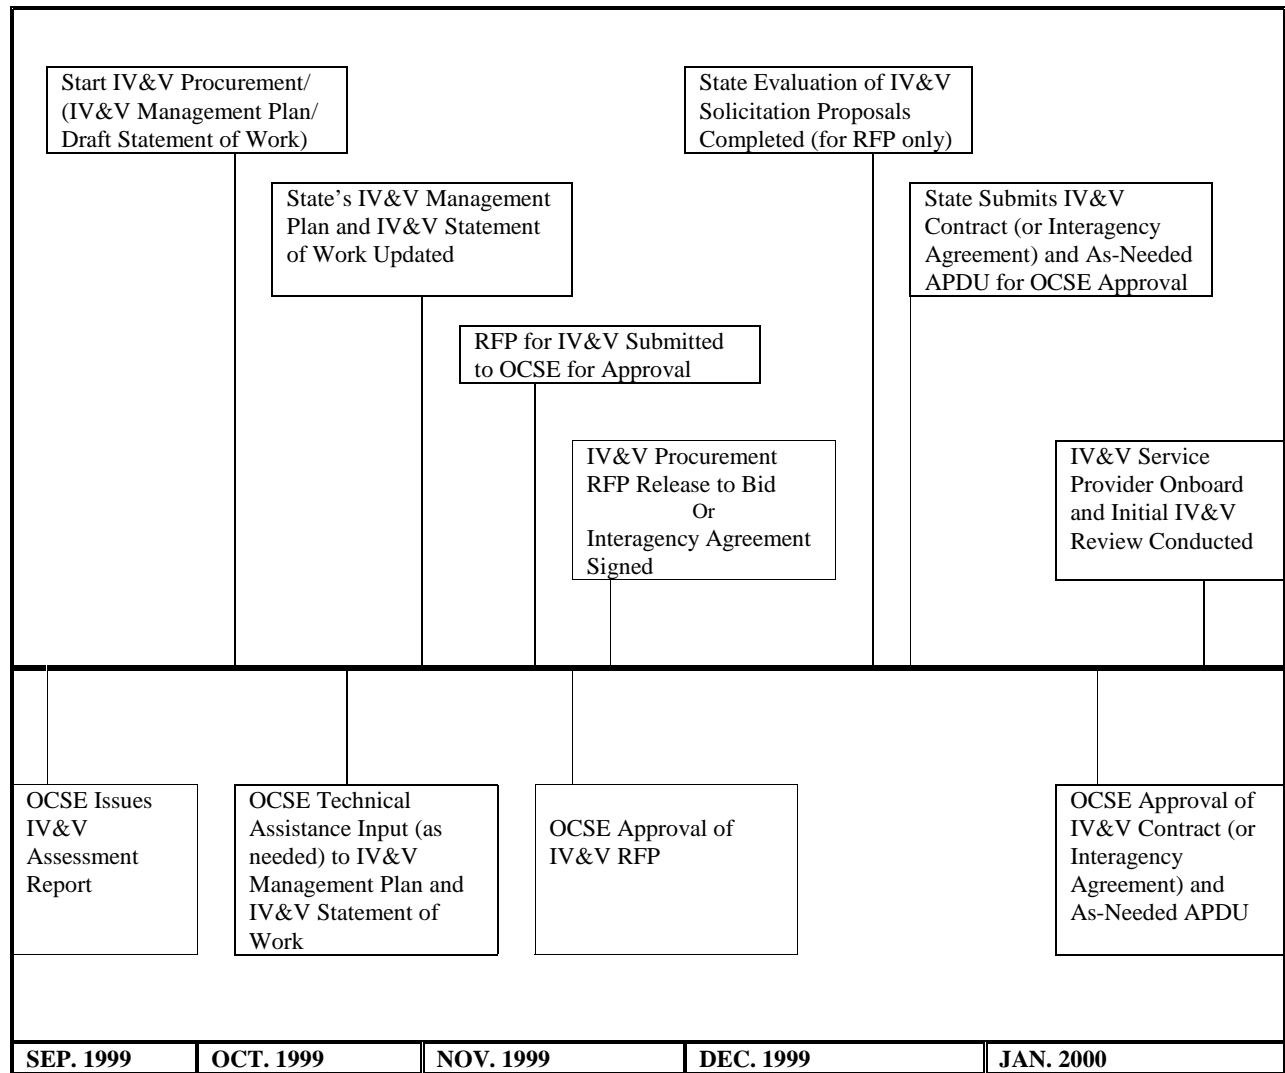 Start IV&V Procurement/
(IV&V Management Plan/
Draft Statement of Work)
State Evaluation of IV&V
Solicitation Proposals
Completed (for RFP only)
State’s IV&V Management
Plan and IV&V Statement
of Work Updated
State Submits IV&V
Contract (or Interagency
Agreement) and As-Needed
APDU for OCSE Approval
RFP for IV&V Submitted
to OCSE for Approval
IV&V Procurement
RFP Release to Bid
Or
Interagency Agreement
Signed
IV&V Service
Provider Onboard
and Initial IV&V
Review Conducted
OCSE Issues
IV&V
Assessment
Report
OCSE Technical
Assistance Input (as
needed) to IV&V
Management Plan and
IV&V Statement of
Work
OCSE Approval of
IV&V RFP
OCSE Approval of
IV&V Contract (or
Interagency
Agreement) and
As-Needed APDU
SEP. 1999
OCT. 1999
NOV. 1999
DEC. 1999
JAN. 2000